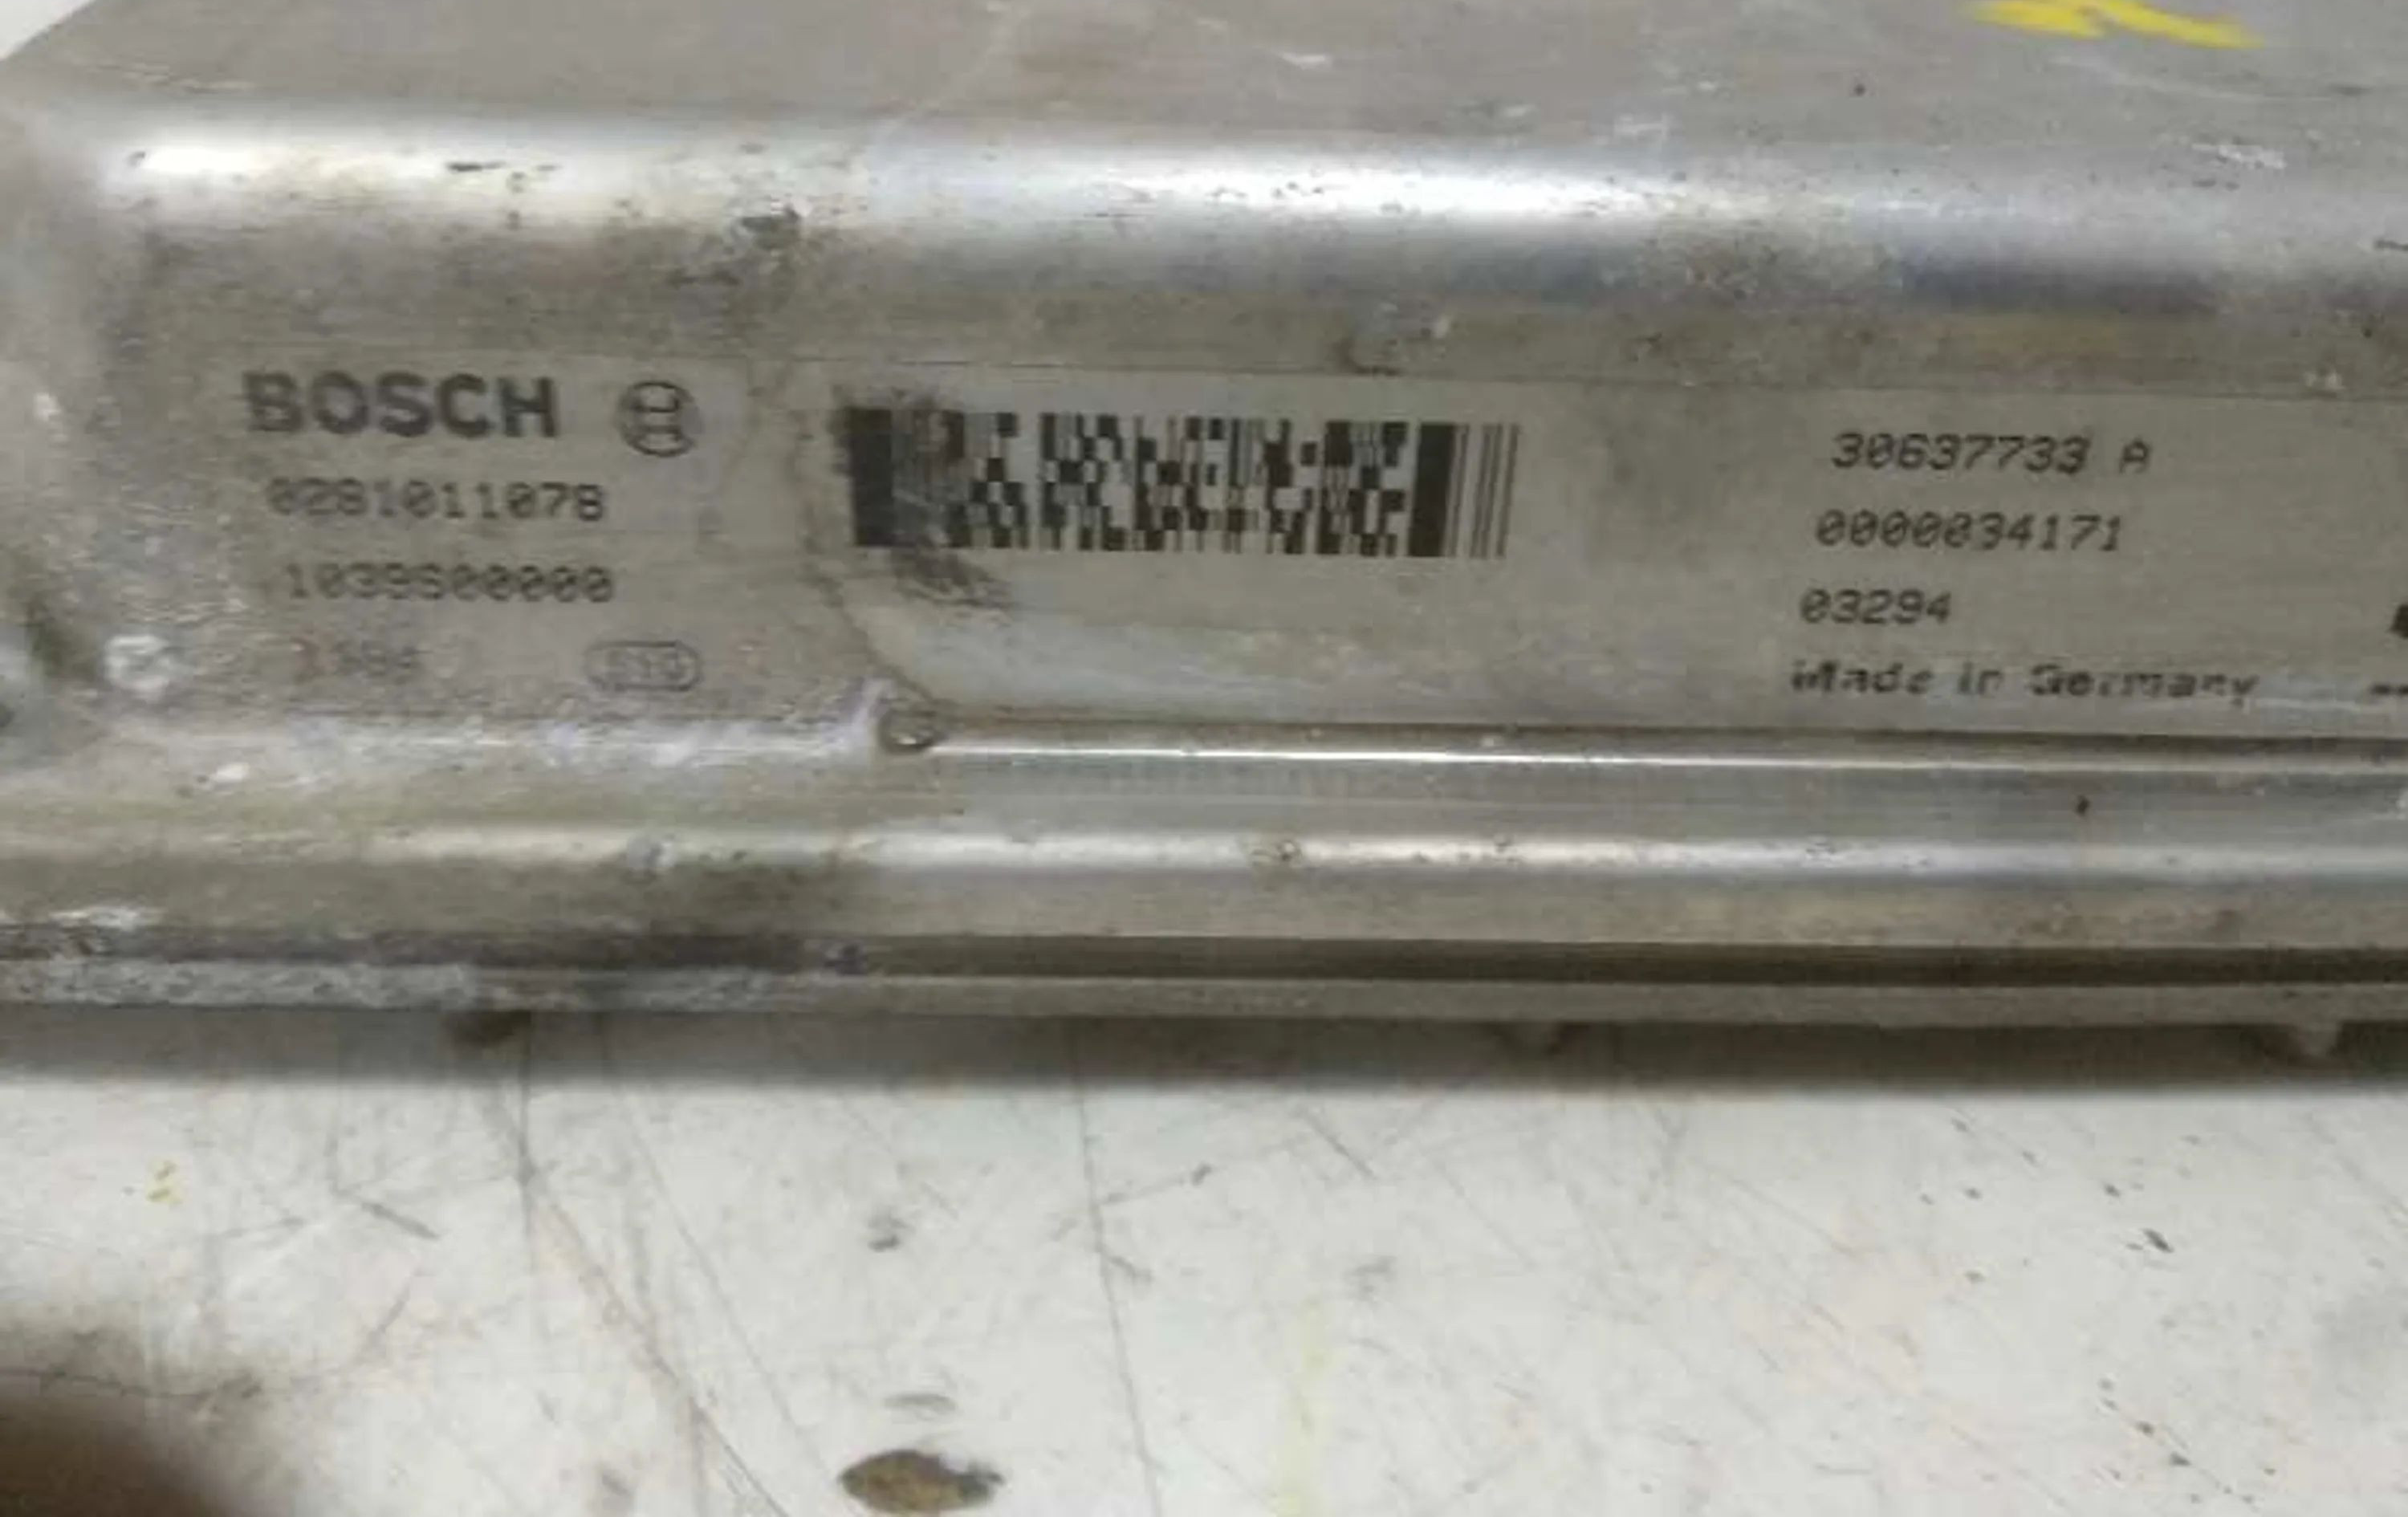 BOSCH
0281011078
1039S00000
30637733 A
0000034171
03294
Made in Germany